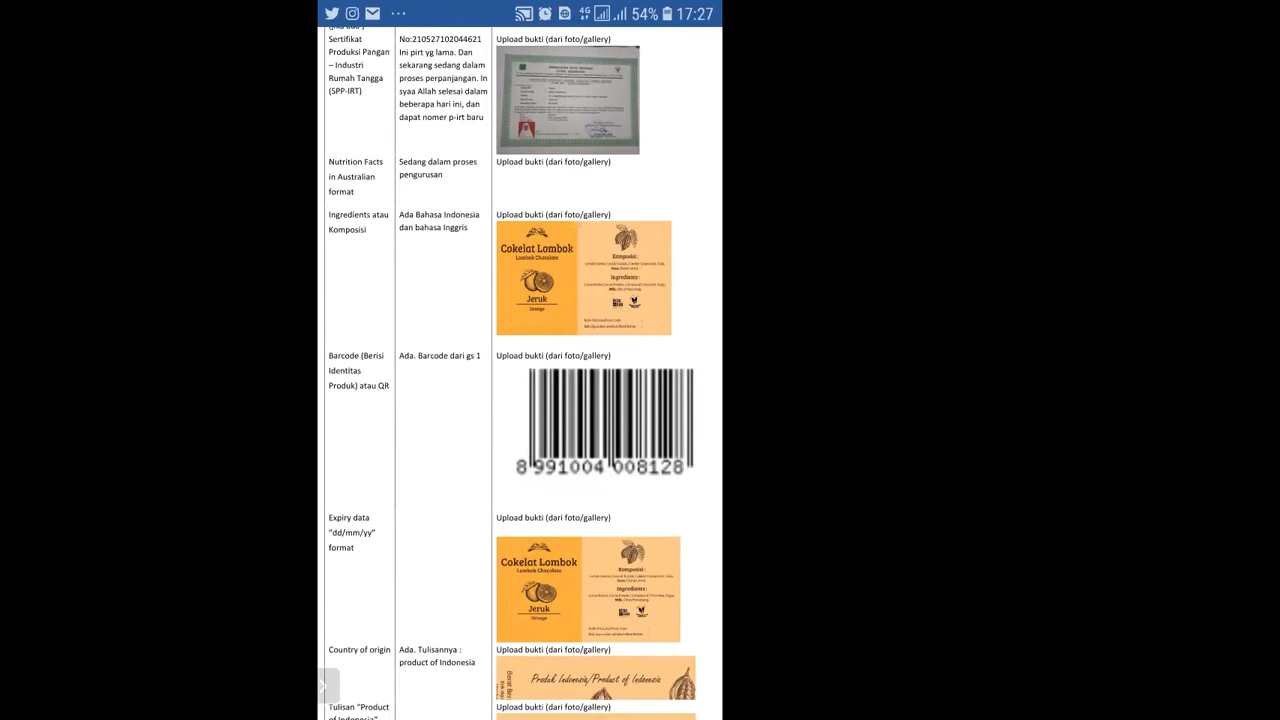 54% 17:27
Sertifikat
Produksi Pangan
– Industri
Rumah Tangga
(SPP-IRT)
No:210527102044621
Ini pirt yg lama. Dan
sekarang sedang dalam
proses perpanjangan. In
syaa Allah selesai dalam
beberapa hari ini, dan
dapat nomer p-irt baru
Upload bukti (dari foto/gallery)
Nutrition Facts
in Australian
format
Sedang dalam proses
pengurusan
Upload bukti (dari foto/gallery)
Ingredients atau
Komposisi
Ada Bahasa Indonesia
dan bahasa Inggris
Upload bukti (dari foto/gallery)
Cokelat Lombok
Lombok Chocolate
Jeruk
Orange
Komposisi :
Ingredients :
Barcode (Berisi
Identitas
Produk) atau QR
Ada. Barcode dari gs 1
Upload bukti (dari foto/gallery)
8 991004 008128
Expiry data
"dd/mm/yy"
format
Upload bukti (dari foto/gallery)
Cokelat Lombok
Lombok Chocolate
Jeruk
Orange
Komposisi :
Ingredients :
Country of origin
Ada. Tulisannya :
product of Indonesia
Upload bukti (dari foto/gallery)
Produk Indonesia/Product of Indonesia
Tulisan "Product
of Indonesia"
Upload bukti (dari foto/gallery)